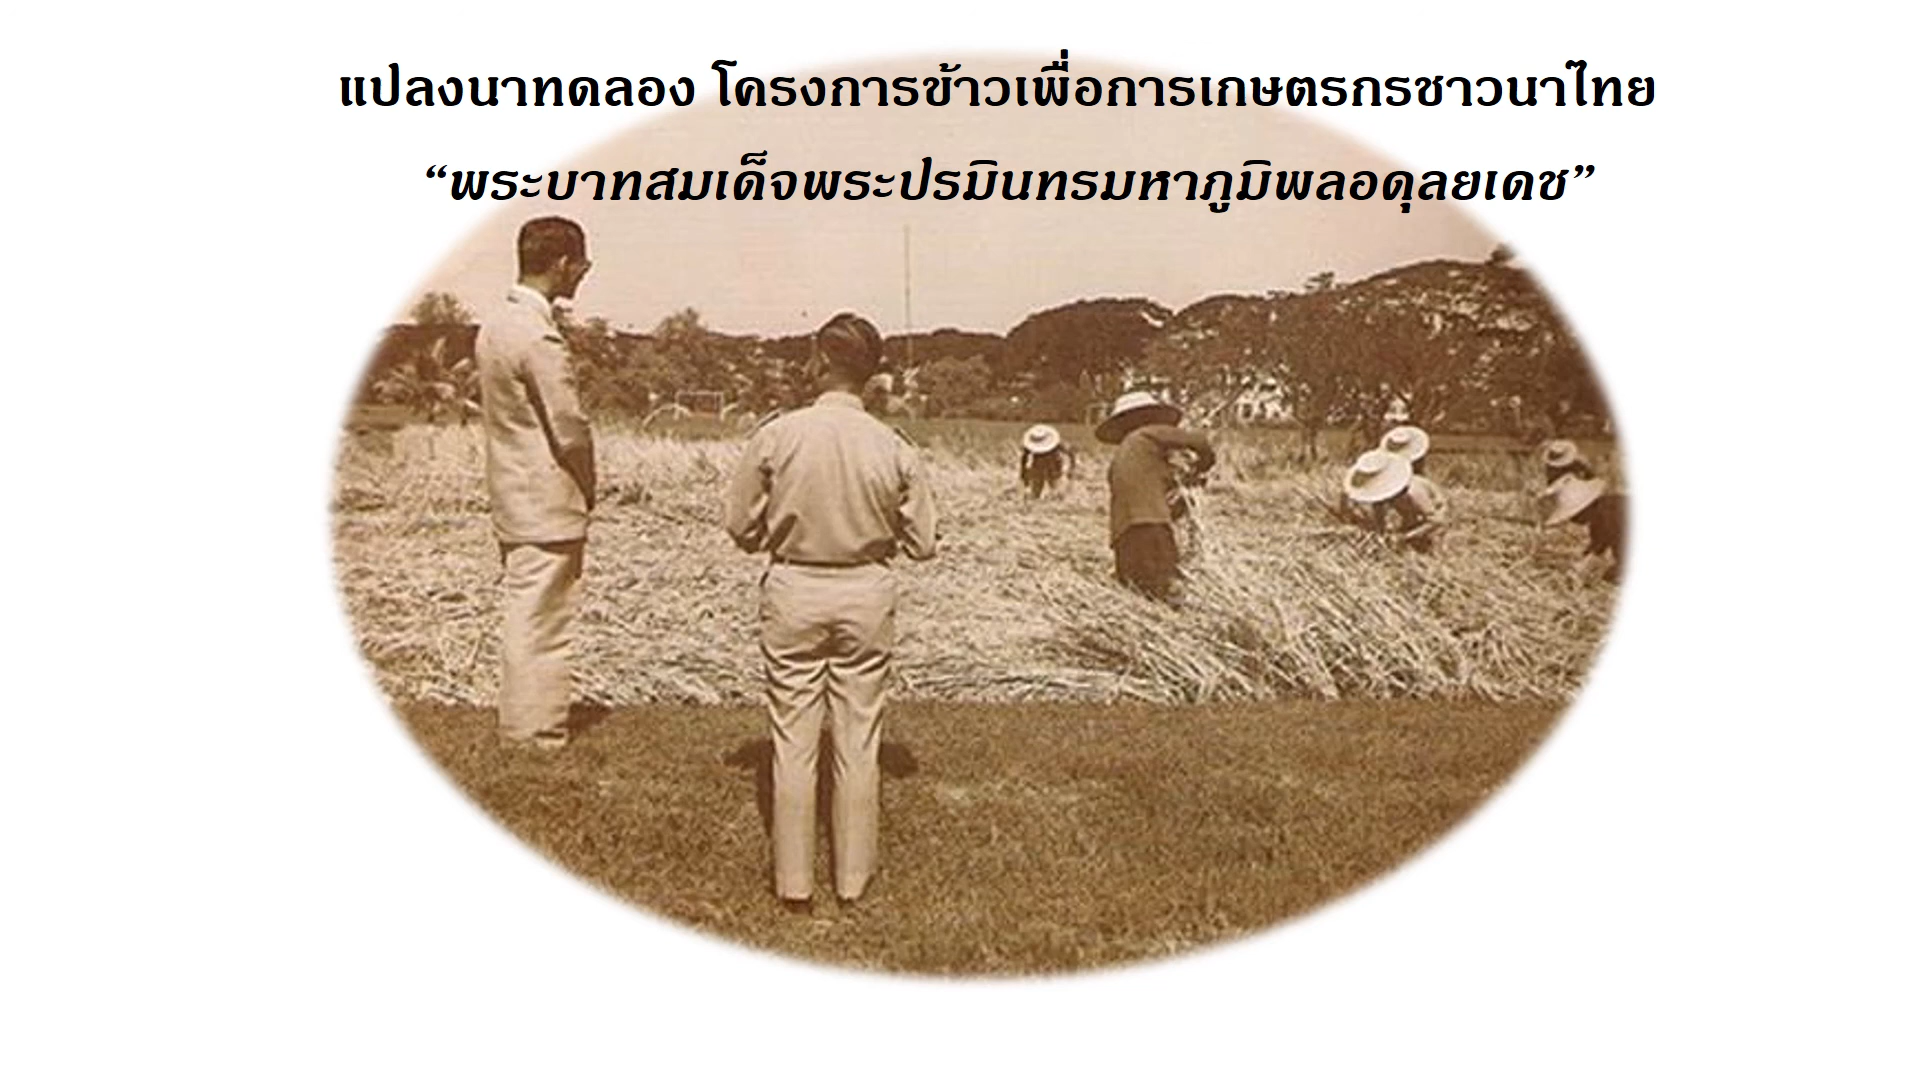 แปลงนาทดลอง โครงการข้าวเพื่อการเกษตรกรชาวนาไทย
“พระบาทสมเด็จพระปรมินทรมหาภูมิพลอดุลยเดช”